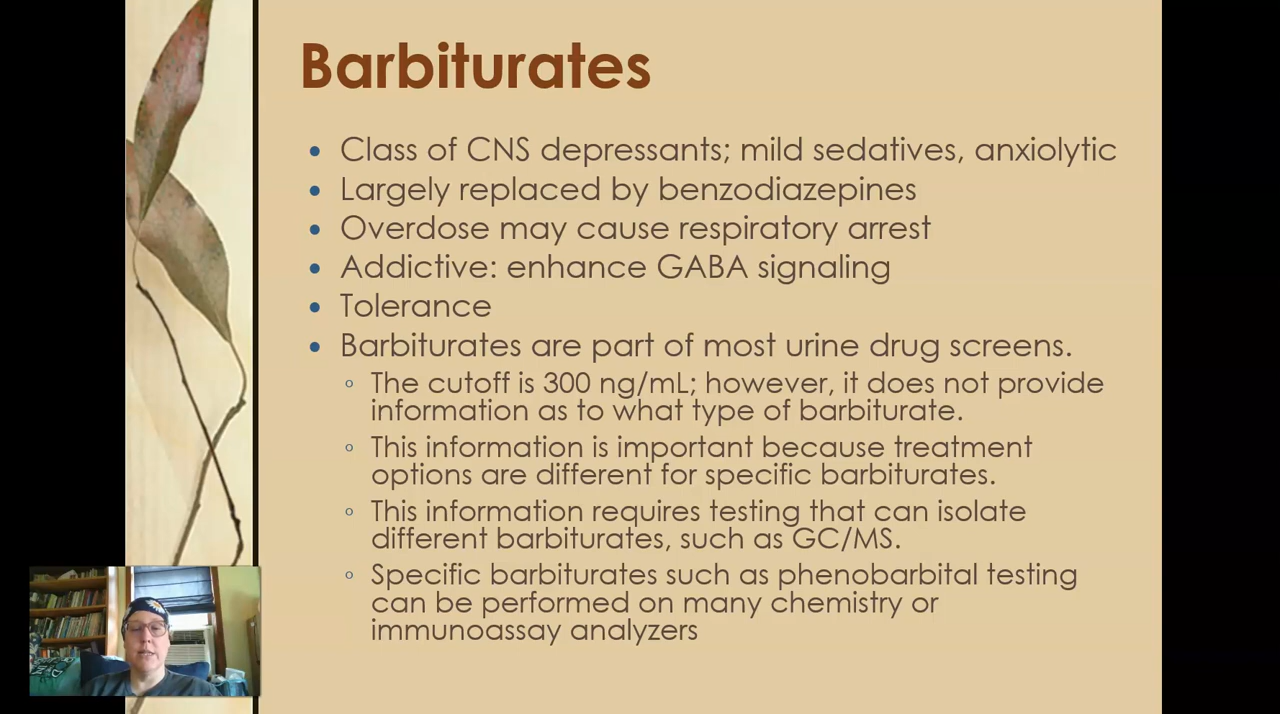 Barbiturates
• Class of CNS depressants; mild sedatives, anxiolytic
• Largely replaced by benzodiazepines
• Overdose may cause respiratory arrest
• Addictive: enhance GABA signaling
• Tolerance
• Barbiturates are part of most urine drug screens.
◦ The cutoff is 300 ng/mL; however, it does not provide
information as to what type of barbiturate.
◦ This information is important because treatment
options are different for specific barbiturates.
◦ This information requires testing that can isolate
different barbiturates, such as GC/MS.
◦ Specific barbiturates such as phenobarbital testing
can be performed on many chemistry or
immunoassay analyzers